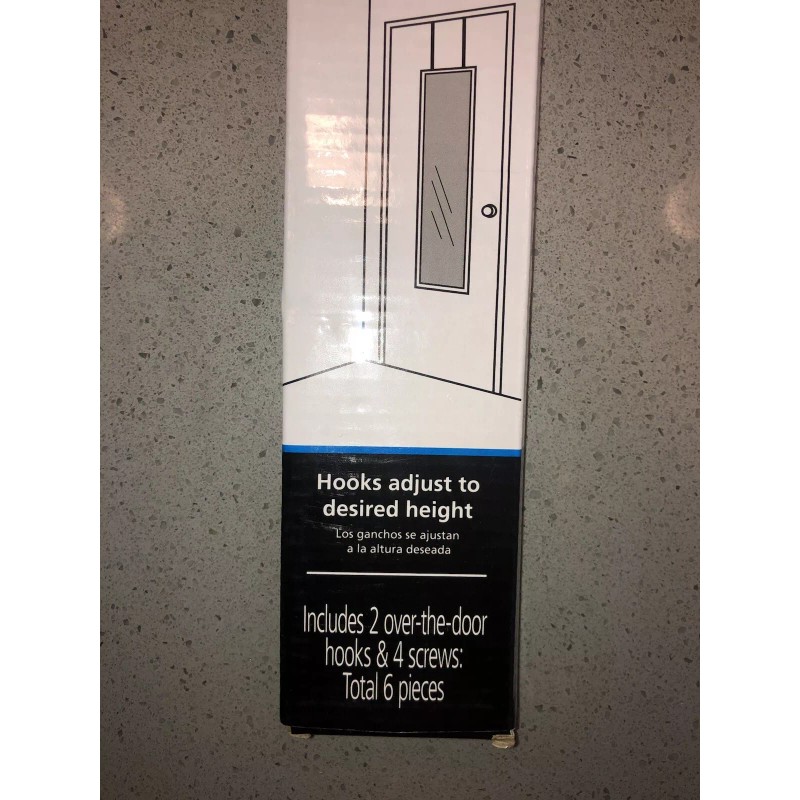 Hooks adjust to
desired height
Los ganchos se ajustan
a la altura deseada
Includes 2 over-the-door
hooks & 4 screws:
Total 6 pieces